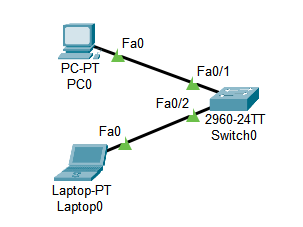 Fa0
PC-PT
PC0
Fa0/1
Fa0/2
2960-24TT
Switch0
Fa0
Laptop-PT
Laptop0